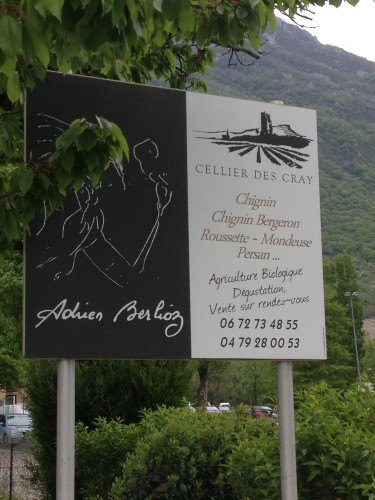 Adrien Berlioz
CELLIER DES CRAY
Chignin
Chignin Bergeron
Roussette - Mondeuse
Persan ...
Agriculture Biologique
Dégustation,
Vente sur rendez-vous
06 72 73 48 55
04 79 28 00 53